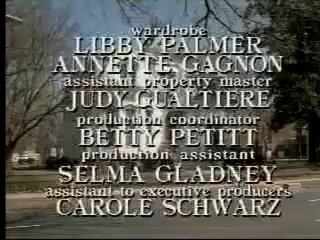 wardrobe
LIBBY PALMER
ANNETTE GAGNON
assistant property master
JUDY GUALTIERE
production coordinator
BETTY PETITT
production assistant
SELMA GLADNEY
assistant to executive producers
CAROLE SCHWARZ